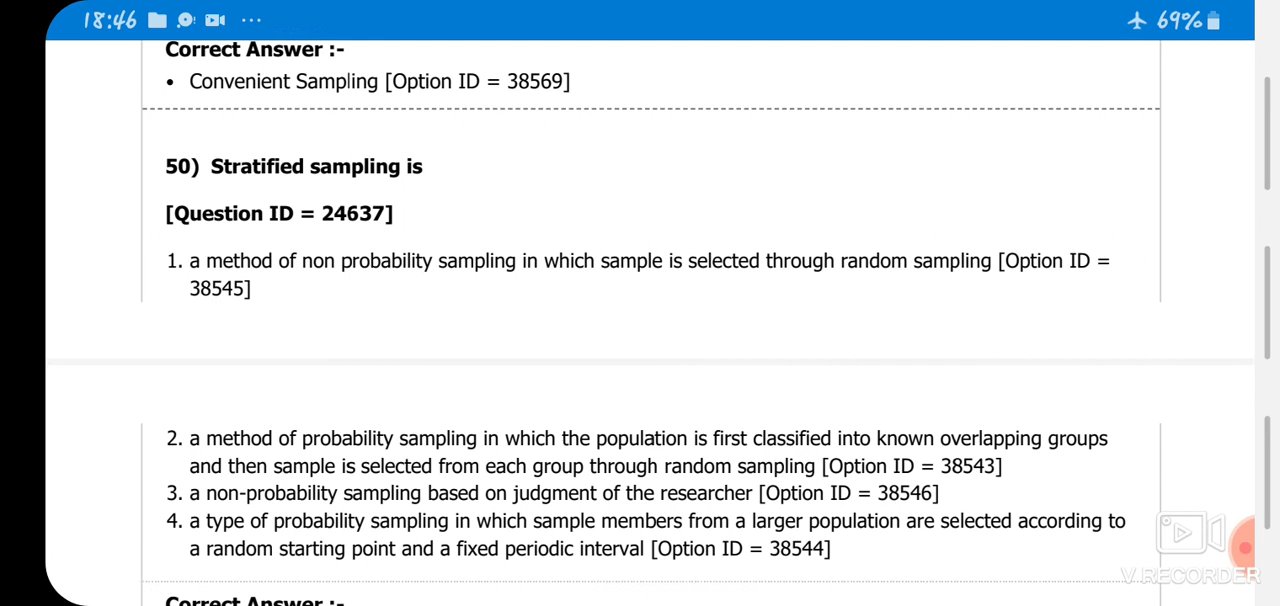 18:46
69%
Correct Answer :-
• Convenient Sampling [Option ID = 38569]
50) Stratified sampling is
[Question ID = 24637]
1. a method of non probability sampling in which sample is selected through random sampling [Option ID =
38545]
2. a method of probability sampling in which the population is first classified into known overlapping groups
and then sample is selected from each group through random sampling [Option ID = 38543]
3. a non-probability sampling based on judgment of the researcher [Option ID = 38546]
4. a type of probability sampling in which sample members from a larger population are selected according to
a random starting point and a fixed periodic interval [Option ID = 38544]
V.RECORDER
Correct Answer :-